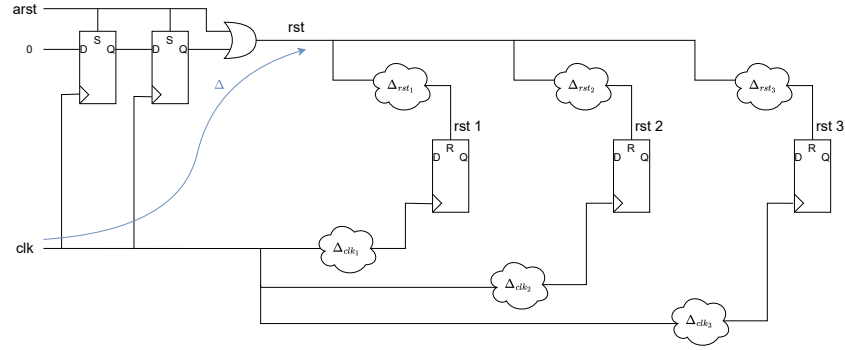 arst
rst
S
S
0
D
Q
D
Q
Δ
Δrst₁
Δrst₂
Δrst₃
rst 1
rst 2
rst 3
R
D
Q
R
D
Q
R
D
Q
clk
Δclk₁
Δclk₂
Δclk₃